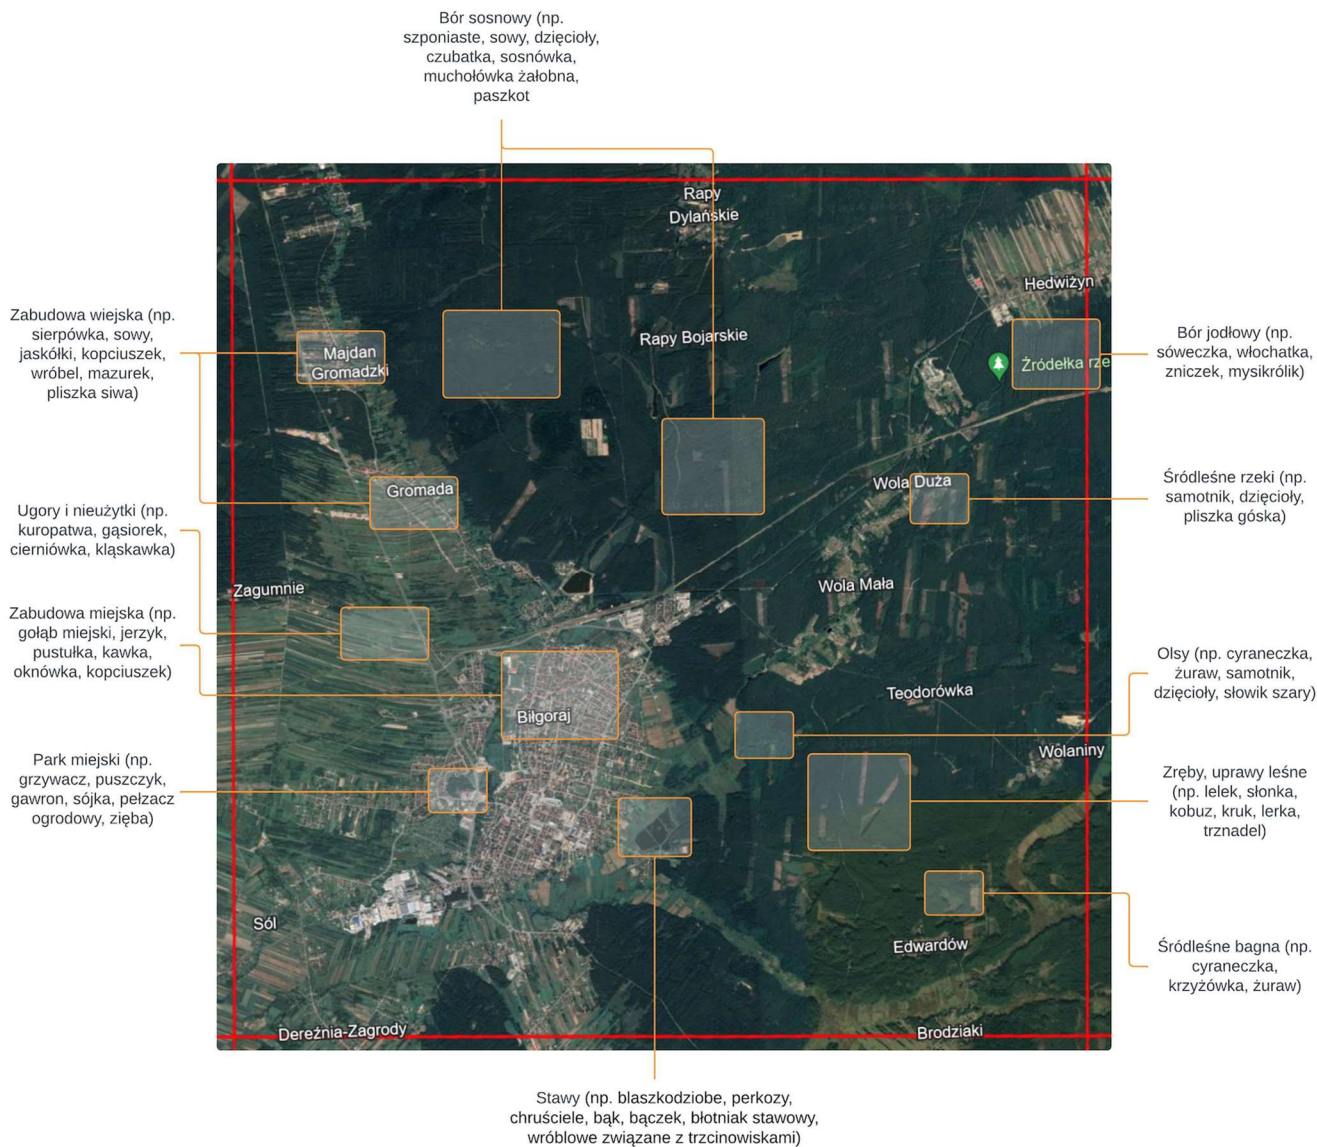 Bór sosnowy (np.
szponiaste, sowy, dzięcioły,
czubatka, sosnówka,
muchołówka żałobna,
paszkot
Zabudowa wiejska (np.
sierpówka, sowy,
jaskółki, kopciuszek,
wróbel, mazurek,
pliszka siwa)
Ugory i nieużytki (np.
kuropatwa, gąsiorek,
cierniówka, kląskawka)
Zabudowa miejska (np.
gołąb miejski, jerzyk,
pustułka, kawka,
oknówka, kopciuszek)
Park miejski (np.
grzywacz, puszczyk,
gawron, sójka, pełzacz
ogrodowy, zięba)
Rapy
Dylańskie
Hedwiżyn
Rapy Bojarskie
Majdan
Gromadzki
Źródełka rze
Gromada
Wola Duża
Zagumnie
Wola Mała
Teodorówka
Biłgoraj
Wolaniny
Sól
Edwardów
Dereźnia-Zagrody
Brodziaki
Bór jodłowy (np.
sóweczka, włochatka,
zniczek, mysikrólik)
Śródleśne rzeki (np.
samotnik, dzięcioły,
pliszka góska)
Olsy (np. cyraneczka,
żuraw, samotnik,
dzięcioły, słowik szary)
Zręby, uprawy leśne
(np. lelek, słonka,
kobuz, kruk, lerka,
trznadel)
Śródleśne bagna (np.
cyraneczka,
krzyżówka, żuraw)
Stawy (np. blaszkodziobe, perkozy,
chruściele, bąk, bączek, błotniak stawowy,
wróblowe związane z trzcinowiskami)